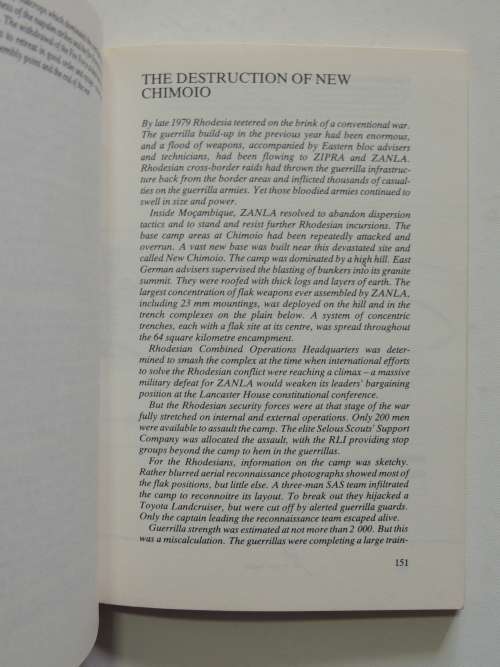 THE DESTRUCTION OF NEW
CHIMOIO
By late 1979 Rhodesia teetered on the brink of a conventional war.
The guerrilla build-up in the previous year had been enormous,
and a flood of weapons, accompanied by Eastern bloc advisers
and technicians, had been flowing to ZIPRA and ZANLA.
Rhodesian cross-border raids had thrown the guerrilla infrastruc-
ture back from the border areas and inflicted thousands of casual-
ties on the guerrilla armies. Yet those bloodied armies continued to
swell in size and power.
Inside Moçambique, ZANLA resolved to abandon dispersion
tactics and to stand and resist further Rhodesian incursions. The
base camp areas at Chimoio had been repeatedly attacked and
overrun. A vast new base was built near this devastated site and
called New Chimoio. The camp was dominated by a high hill. East
German advisers supervised the blasting of bunkers into its granite
summit. They were roofed with thick logs and layers of earth. The
largest concentration of flak weapons ever assembled by ZANLA,
including 23 mm mountings, was deployed on the hill and in the
trench complexes on the plain below. A system of concentric
trenches, each with a flak site at its centre, was spread throughout
the 64 square kilometre encampment.
Rhodesian Combined Operations Headquarters was deter-
mined to smash the complex at the time when international efforts
to solve the Rhodesian conflict were reaching a climax – a massive
military defeat for ZANLA would weaken its leaders' bargaining
position at the Lancaster House constitutional conference.
But the Rhodesian security forces were at that stage of the war
fully stretched on internal and external operations. Only 200 men
were available to assault the camp. The elite Selous Scouts' Support
Company was allocated the assault, with the RLI providing stop
groups beyond the camp to hem in the guerrillas.
For the Rhodesians, information on the camp was sketchy.
Rather blurred aerial reconnaissance photographs showed most of
the flak positions, but little else. A three-man SAS team infiltrated
the camp to reconnoitre its layout. To break out they hijacked a
Toyota Landcruiser, but were cut off by alerted guerrilla guards.
Only the captain leading the reconnaissance team escaped alive.
Guerrilla strength was estimated at not more than 2 000. But this
was a miscalculation. The guerrillas were completing a large train-
151